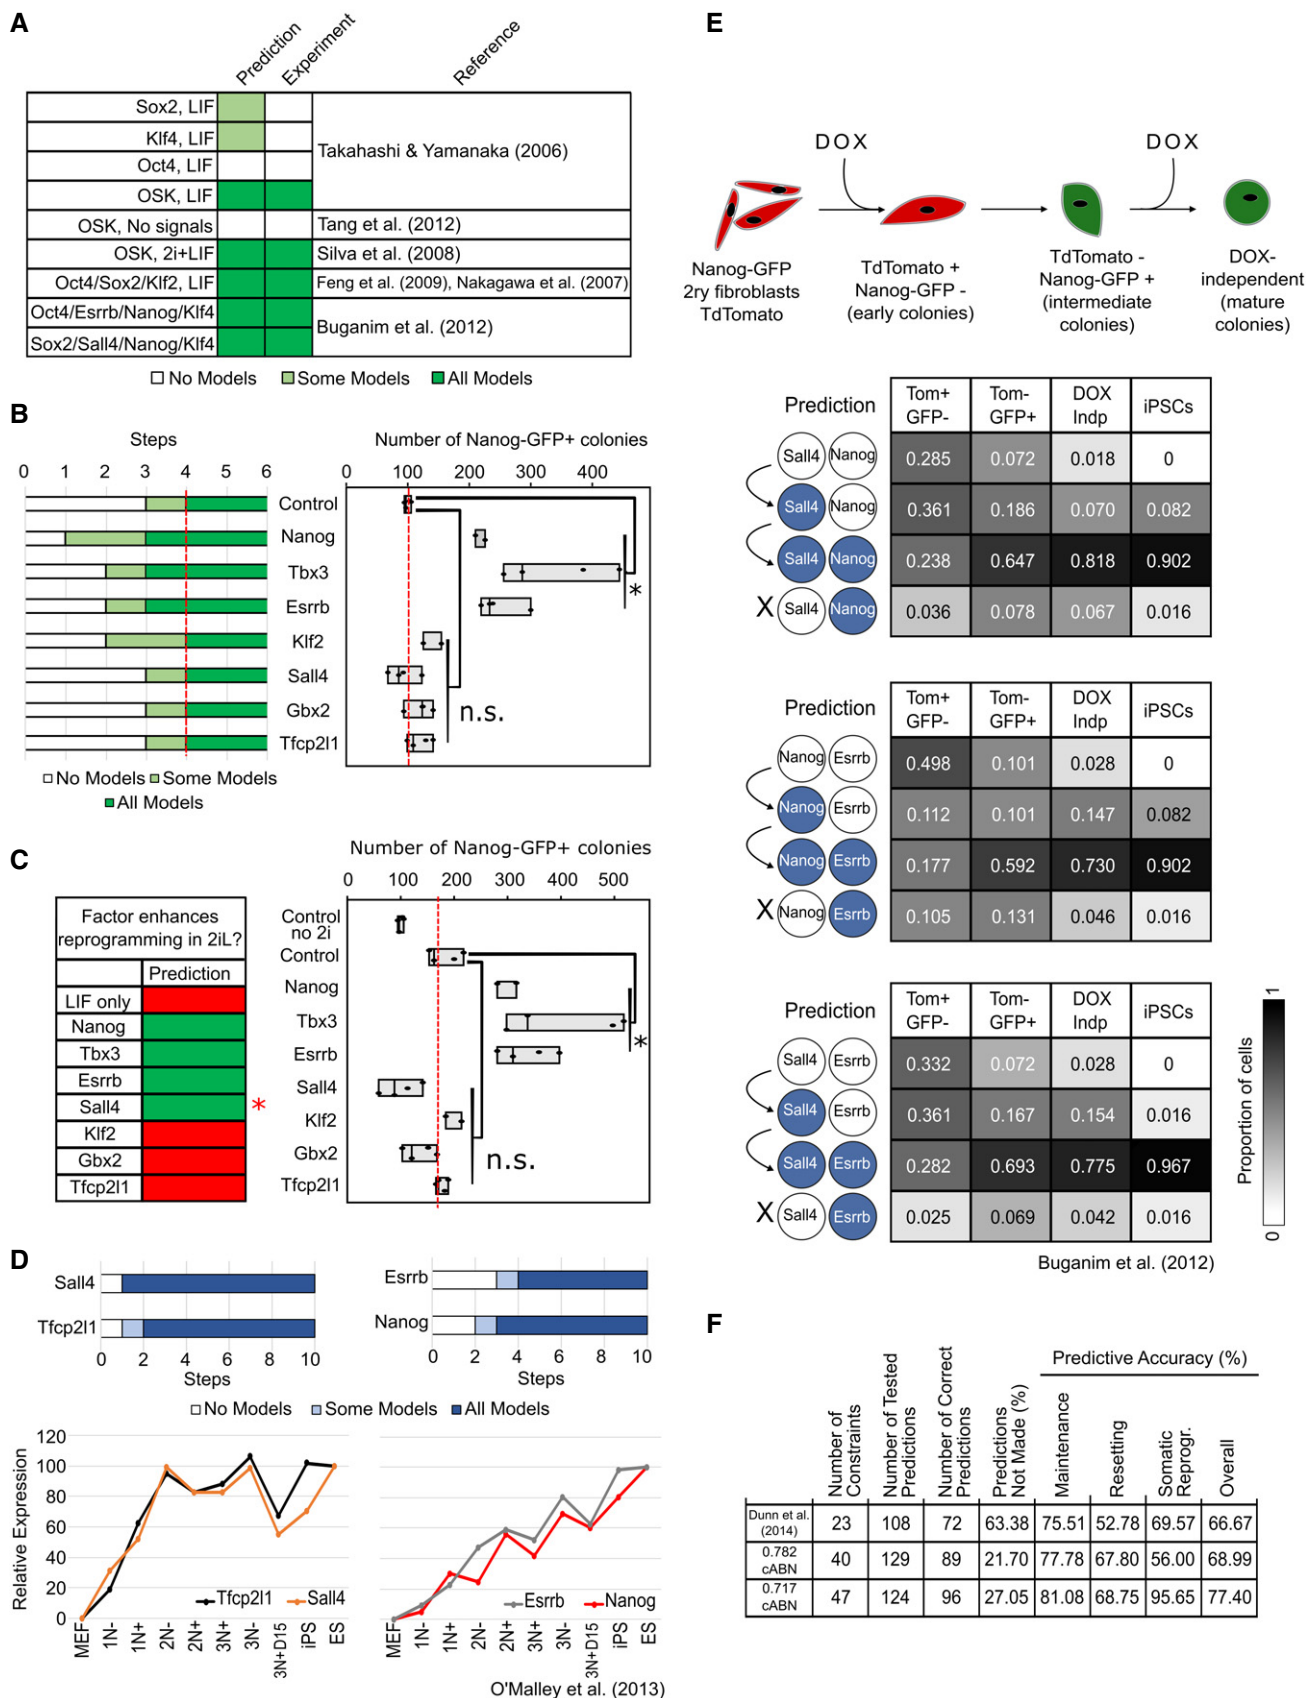 A
Prediction
Experiment
Reference
Sox2, LIF
Klf4, LIF
Oct4, LIF
OSK, LIF
Takahashi & Yamanaka (2006)
OSK, No signals
Tang et al. (2012)
OSK, 2i+LIF
Silva et al. (2008)
Oct4/Sox2/Klf2, LIF
Feng et al. (2009), Nakagawa et al. (2007)
Oct4/Esrrb/Nanog/Klf4
Sox2/Sall4/Nanog/Klf4
Buganim et al. (2012)
No Models Some Models All Models
B
Steps
0 1 2 3 4 5 6
Number of Nanog-GFP+ colonies
0 100 200 300 400
Control
Nanog
Tbx3
Esrrb
Klf2
Sall4
Gbx2
Tfcp2l1
*
n.s.
No Models Some Models
All Models
C
Factor enhances
reprogramming in 2iL?
Prediction
LIF only
Nanog
Tbx3
Esrrb
Sall4 *
Klf2
Gbx2
Tfcp2l1
Number of Nanog-GFP+ colonies
0 100 200 300 400 500
Control
no 2i
Control
Nanog
Tbx3
Esrrb
Sall4
Klf2
Gbx2
Tfcp2l1
*
n.s.
D
Sall4
Tfcp2l1
0 2 4 6 8 10
Steps
Esrrb
Nanog
0 2 4 6 8 10
Steps
No Models Some Models All Models
Relative Expression
120
100
80
60
40
20
0
Tfcp2l1 Sall4
MEF 1N- 1N+ 2N- 2N+ 3N+ 3N- 3N+D15 iPS ES
Esrrb Nanog
MEF 1N- 1N+ 2N- 2N+ 3N+ 3N- 3N+D15 iPS ES
O'Malley et al. (2013)
E
DOX
DOX
Nanog-GFP
2ry fibroblasts
TdTomato
TdTomato +
Nanog-GFP -
(early colonies)
TdTomato -
Nanog-GFP +
(intermediate
colonies)
DOX-
independent
(mature
colonies)
Prediction
Tom+
GFP-
Tom-
GFP+
DOX
Indp
iPSCs
Sall4 Nanog 0.285 0.072 0.018 0
Sall4 Nanog 0.361 0.186 0.070 0.082
Sall4 Nanog 0.238 0.647 0.818 0.902
X Sall4 Nanog 0.036 0.078 0.067 0.016
Prediction
Tom+
GFP-
Tom-
GFP+
DOX
Indp
iPSCs
Nanog Esrrb 0.498 0.101 0.028 0
Nanog Esrrb 0.112 0.101 0.147 0.082
Nanog Esrrb 0.177 0.592 0.730 0.902
X Nanog Esrrb 0.105 0.131 0.046 0.016
Prediction
Tom+
GFP-
Tom-
GFP+
DOX
Indp
iPSCs
Sall4 Esrrb 0.332 0.072 0.028 0
Sall4 Esrrb 0.361 0.167 0.154 0.016
Sall4 Esrrb 0.282 0.693 0.775 0.967
X Sall4 Esrrb 0.025 0.069 0.042 0.016
Proportion of cells
0 1
Buganim et al. (2012)
F
Number of
Constraints
Number of Tested
Predictions
Number of Correct
Predictions
Predictions
Not Made (%)
Predictive Accuracy (%)
Maintenance
Resetting
Somatic
Reprogr.
Overall
Dunn et al.
(2014)
23 108 72 63.38 75.51 52.78 69.57 66.67
0.782
cABN
40 129 89 21.70 77.78 67.80 56.00 68.99
0.717
cABN
47 124 96 27.05 81.08 68.75 95.65 77.40